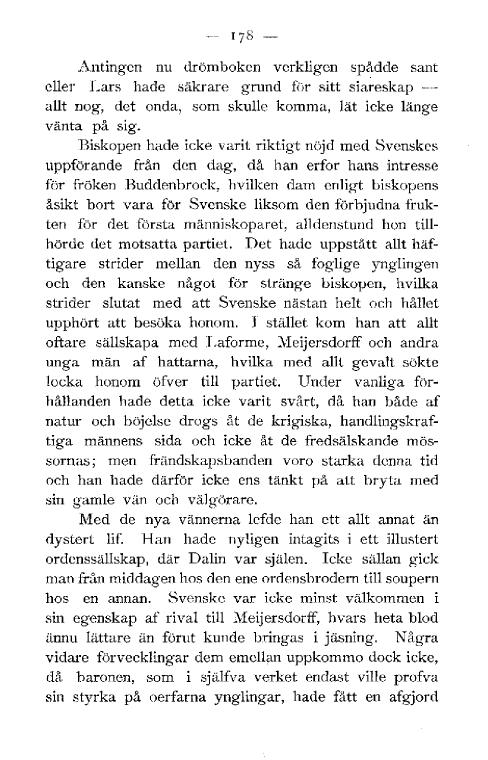 — 178 —
Antingen nu drömboken verkligen spådde sant
eller Lars hade säkrare grund för sitt siareskap —
allt nog, det onda, som skulle komma, lät icke länge
vänta på sig.
Biskopen hade icke varit riktigt nöjd med Svenskes
uppförande från den dag, då han erfor hans intresse
för fröken Buddenbrock, hvilken dam enligt biskopens
åsikt bort vara för Svenske liksom den förbjudna fruk-
ten för det första människoparet, alldenstund hon till-
hörde det motsatta partiet. Det hade uppstått allt häf-
tigare strider mellan den nyss så foglige ynglingen
och den kanske något för stränge biskopen, hvilka
strider slutat med att Svenske nästan helt och hållet
upphört att besöka honom. I stället kom han att allt
oftare sällskapa med Laforme, Meijersdorff och andra
unga män af hattarna, hvilka med allt gevalt sökte
locka honom öfver till partiet. Under vanliga för-
hållanden hade detta icke varit svårt, då han både af
natur och böjelse drogs åt de krigiska, handlingskraf-
tiga männens sida och icke åt de fredsälskande mös-
sornas; men frändskapsbanden voro starka denna tid
och han hade därför icke ens tänkt på att bryta med
sin gamle vän och välgörare.
Med de nya vännerna lefde han ett allt annat än
dystert lif. Han hade nyligen intagits i ett illustert
ordenssällskap, där Dalin var själen. Icke sällan gick
man från middagen hos den ene ordensbrodern till soupern
hos en annan. Svenske var icke minst välkommen i
sin egenskap af rival till Meijersdorff, hvars heta blod
ännu lättare än förut kunde bringas i jäsning. Några
vidare förvecklingar dem emellan uppkommo dock icke,
då baronen, som i själfva verket endast ville profva
sin styrka på oerfarna ynglingar, hade fått en afgjord